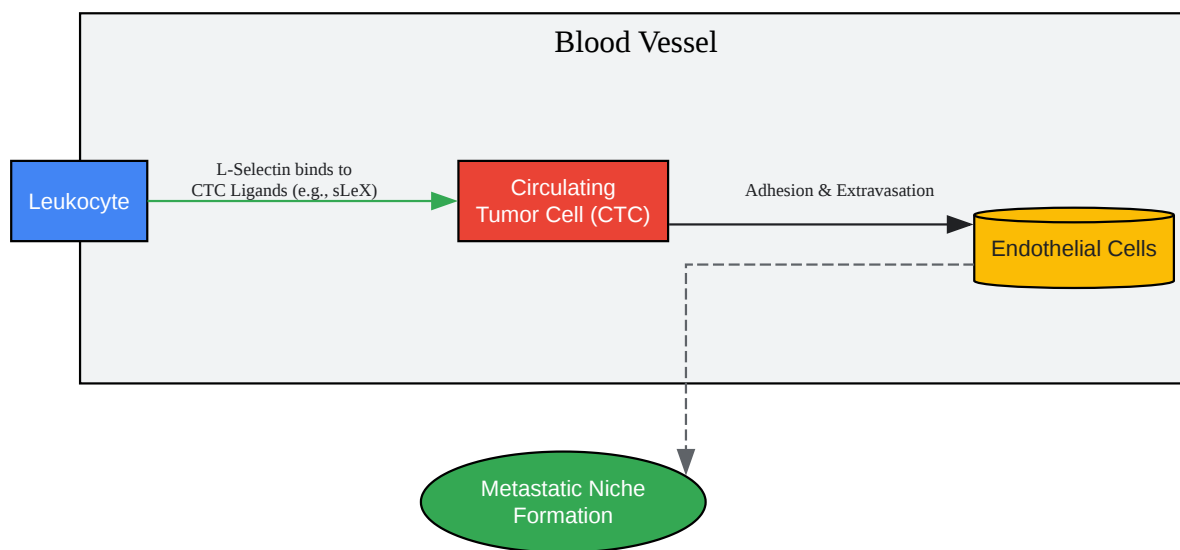 Blood Vessel
Leukocyte
L-Selectin binds to
CTC Ligands (e.g., sLeX)
Circulating
Tumor Cell (CTC)
Adhesion & Extravasation
Endothelial Cells
Metastatic Niche
Formation